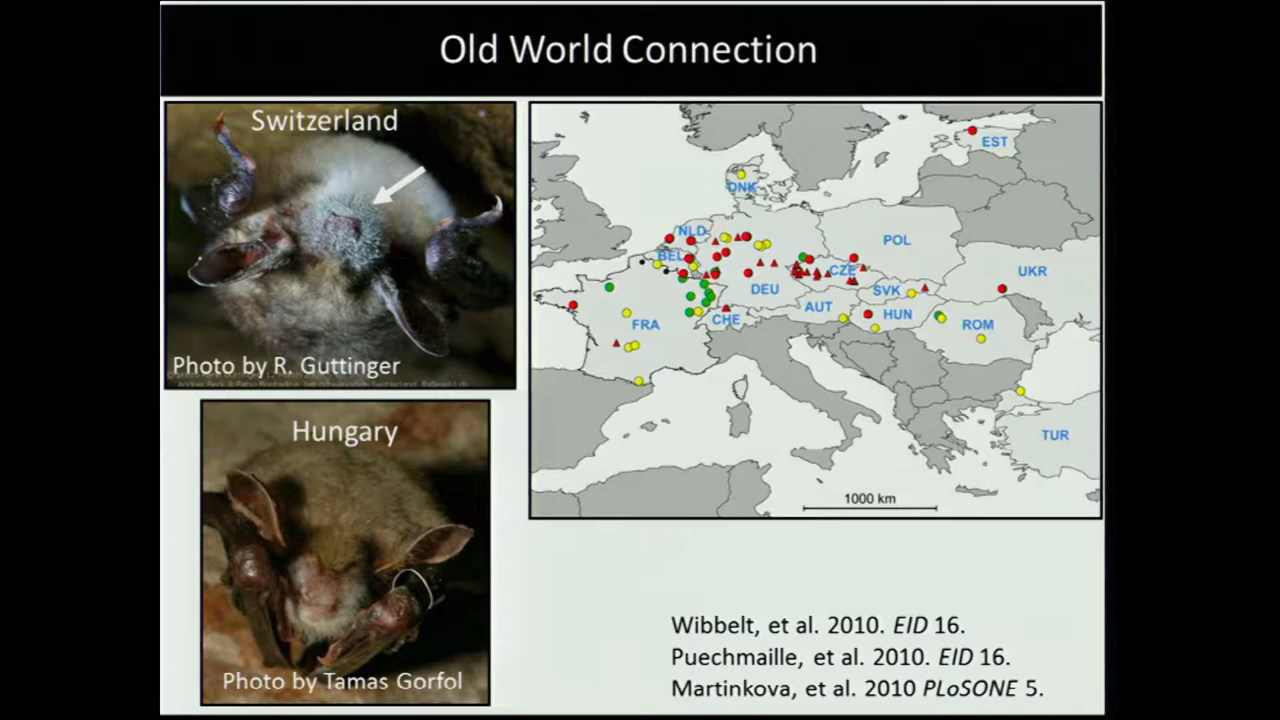 Old World Connection
Switzerland
Photo by R. Guttinger
Hungary
Photo by Tamas Gorfol
EST
DNK
NLD
BEL
POL
DEU
CZE
UKR
SVK
AUT
HUN
FRA
CHE
ROM
TUR
1000 km
Wibbelt, et al. 2010. EID 16.
Puechmaille, et al. 2010. EID 16.
Martinkova, et al. 2010 PLoSONE 5.